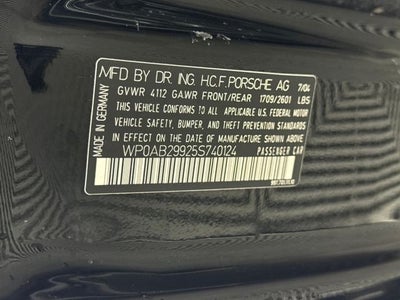 MFD BY DR. ING. H.C.F. PORSCHE AG 7/04
GVWR 4112 GAWR FRONT/REAR 1709/2601 LBS
THIS VEHICLE CONFORMS TO ALL APPLICABLE U.S. FEDERAL MOTOR
VEHICLE SAFETY, BUMPER, AND THEFT PREVENTION STANDARDS
IN EFFECT ON THE DATE OF MANUFACTURE SHOWN ABOVE.
WP0AB29925S740124 PASSENGER CAR
MADE IN GERMANY